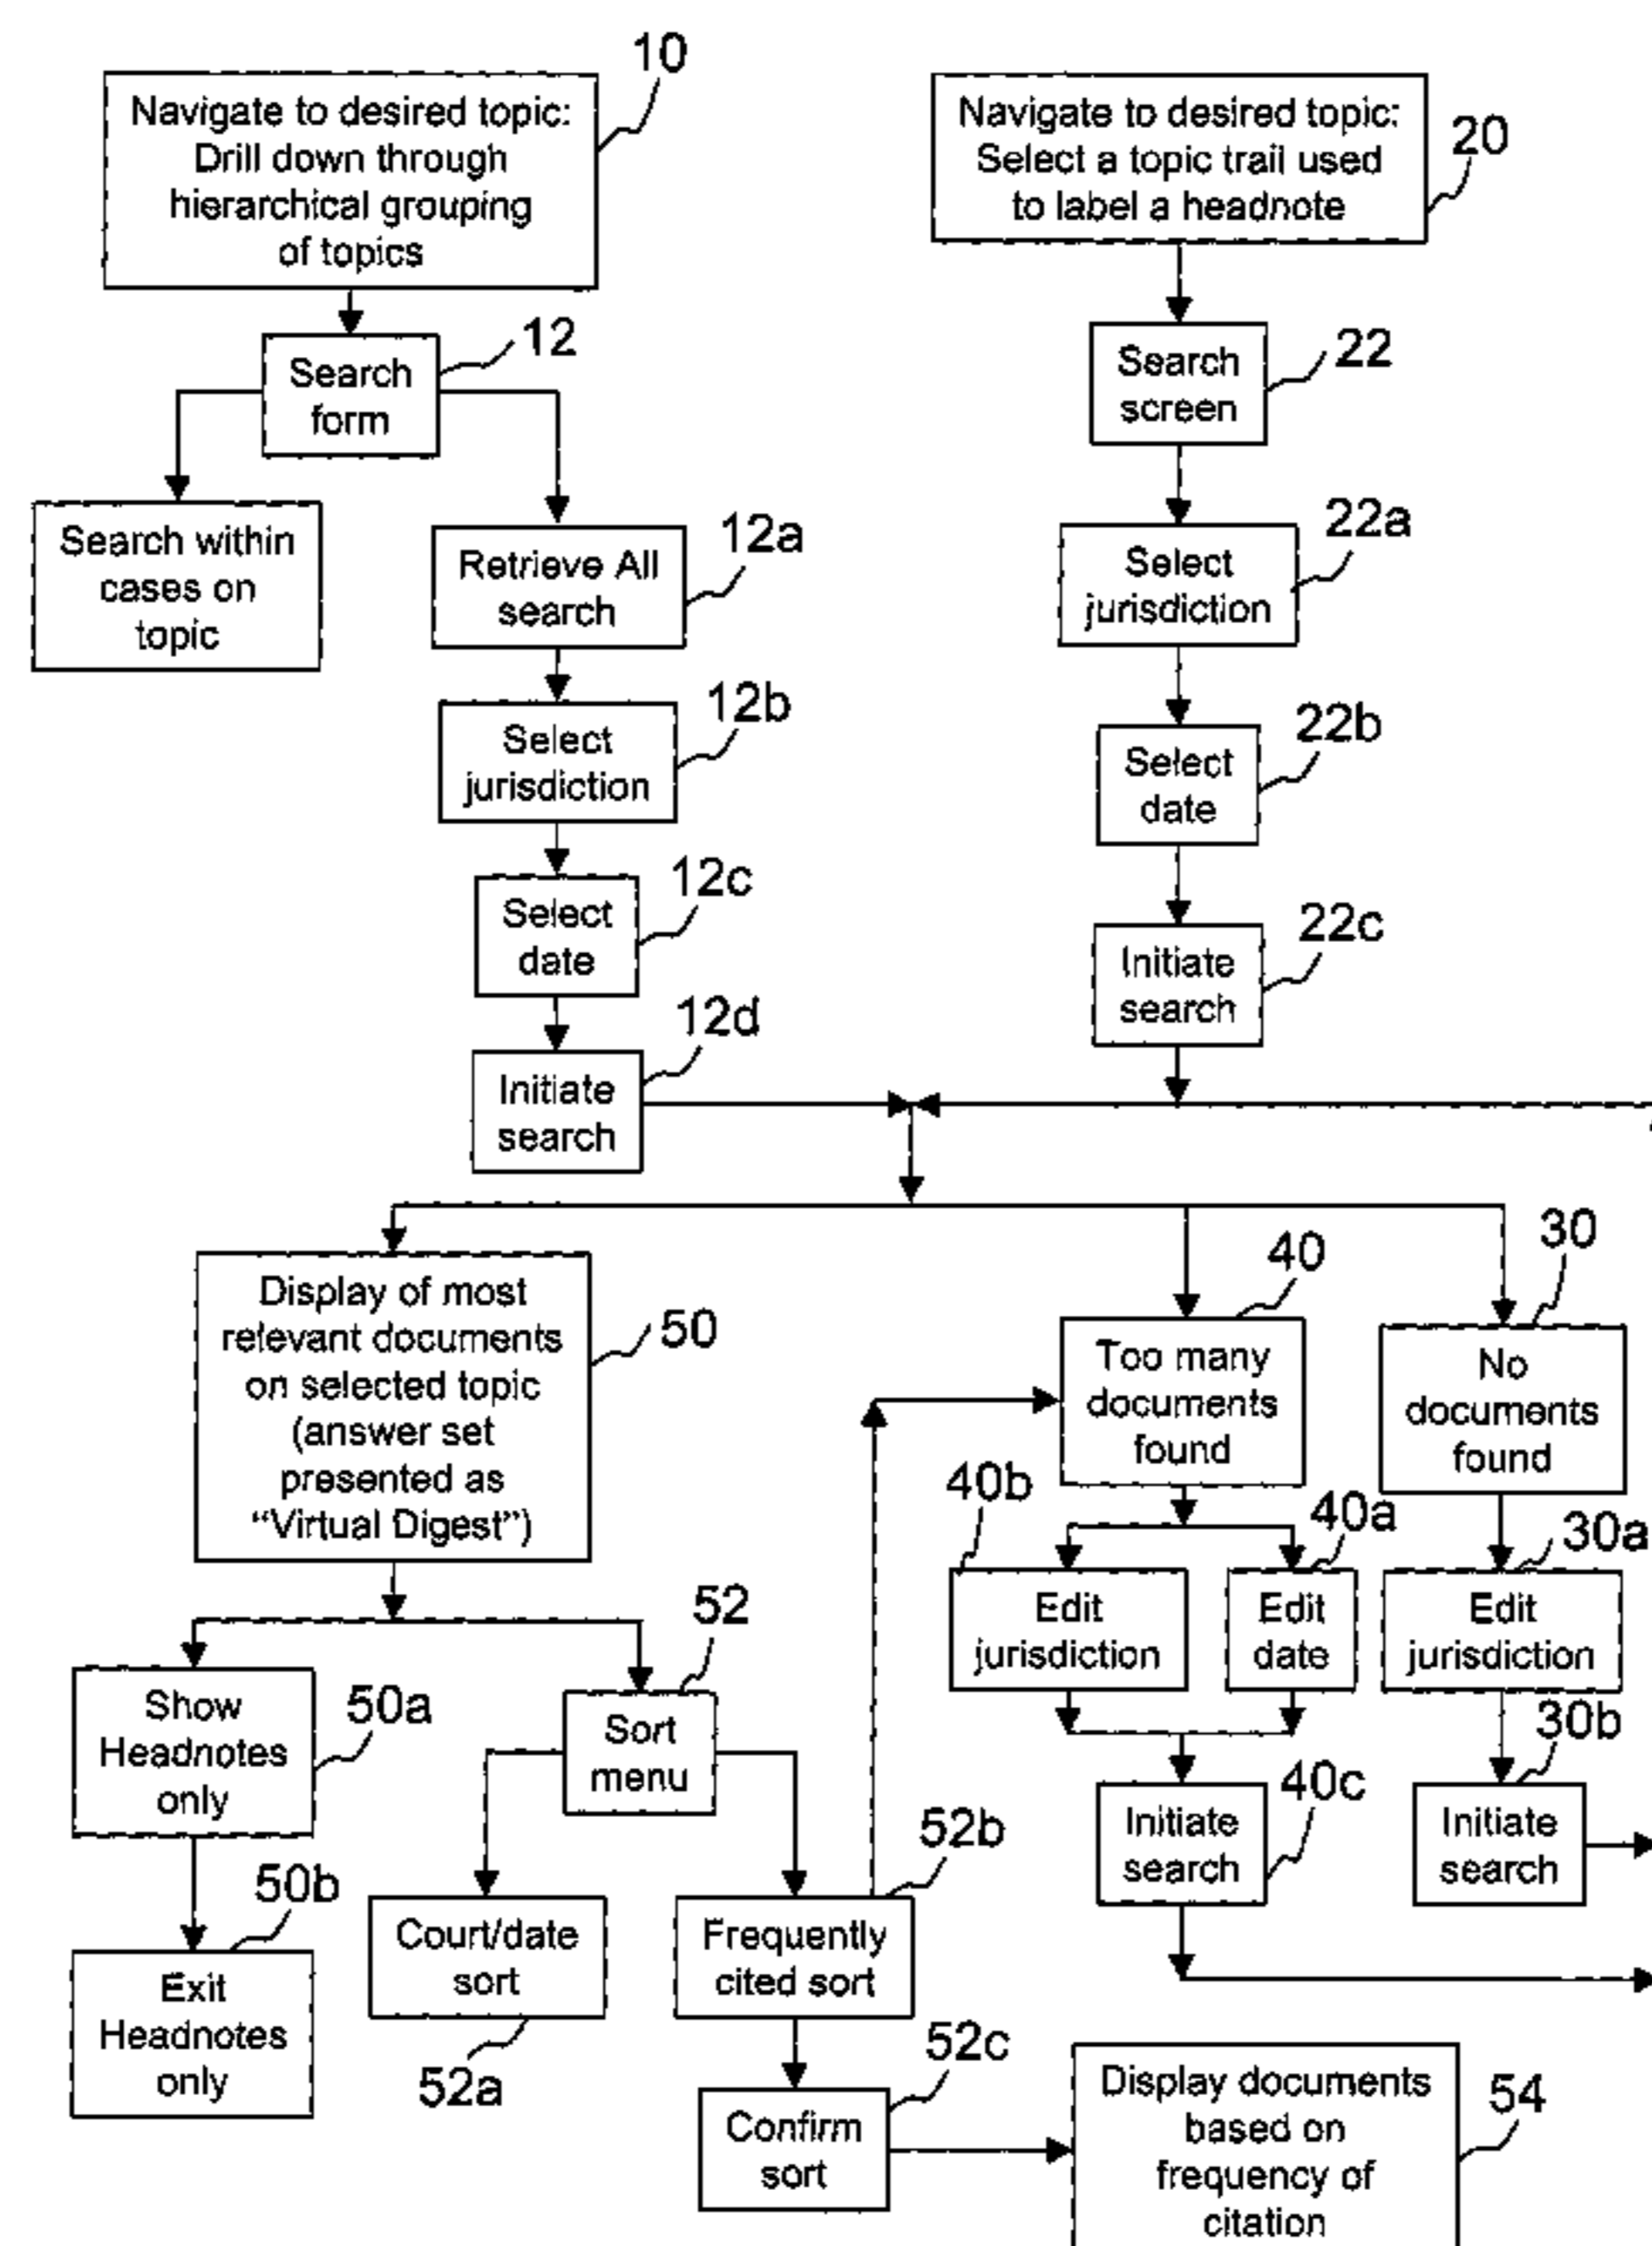 10
Navigate to desired topic:
Drill down through
hierarchical grouping
of topics
20
Navigate to desired topic:
Select a topic trail used
to label a headnote
12
Search
form
22
Search
screen
Search within
cases on
topic
12a
Retrieve All
search
22a
Select
jurisdiction
12b
Select
jurisdiction
22b
Select
date
12c
Select
date
22c
Initiate
search
12d
Initiate
search
50
Display of most
relevant documents
on selected topic
(answer set
presented as
“Virtual Digest”)
40
Too many
documents
found
30
No
documents
found
40b
Edit
jurisdiction
40a
Edit
date
30a
Edit
jurisdiction
50a
Show
Headnotes
only
52
Sort
menu
40c
Initiate
search
30b
Initiate
search
50b
Exit
Headnotes
only
Court/date
sort
52a
52b
Frequently
cited sort
52c
Confirm
sort
54
Display documents
based on
frequency of
citation